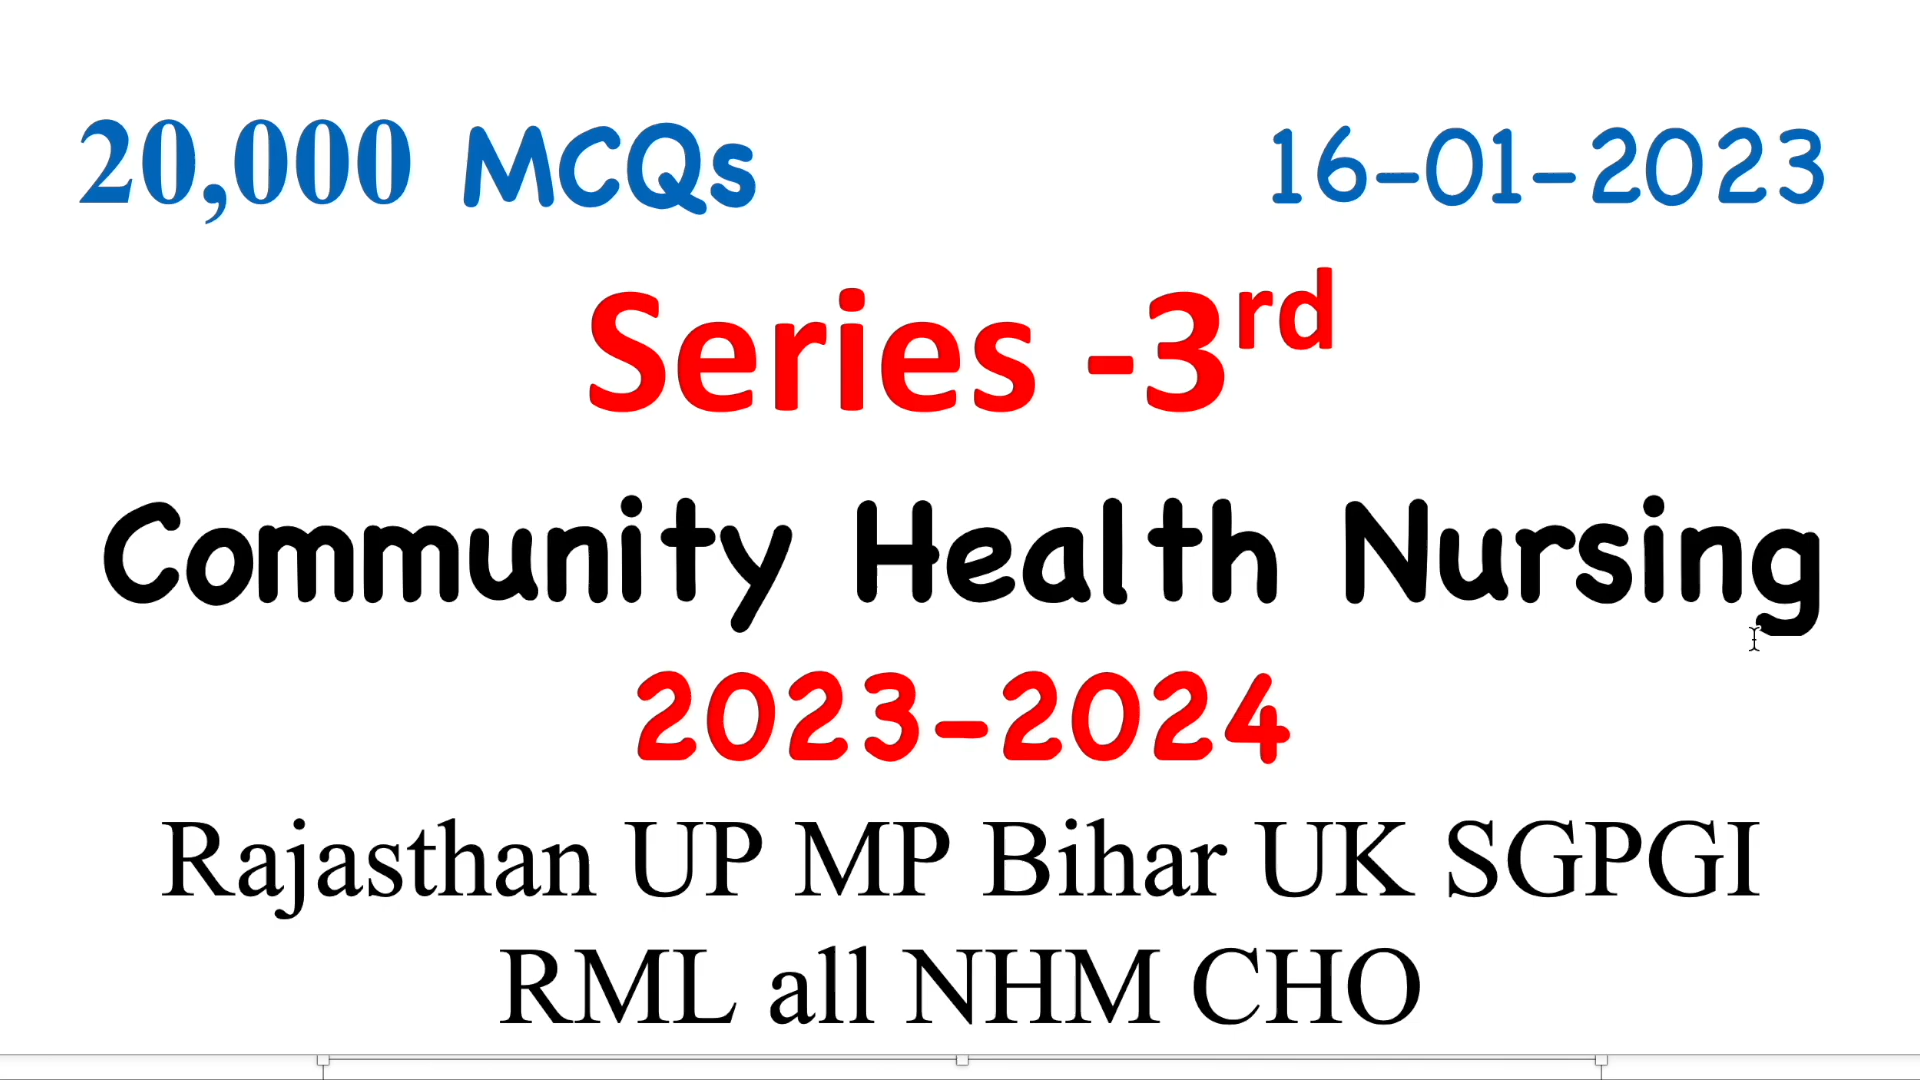 20,000 MCQs 16-01-2023
Series -3rd
Community Health Nursing
2023-2024
Rajasthan UP MP Bihar UK SGPGI
RML all NHM CHO